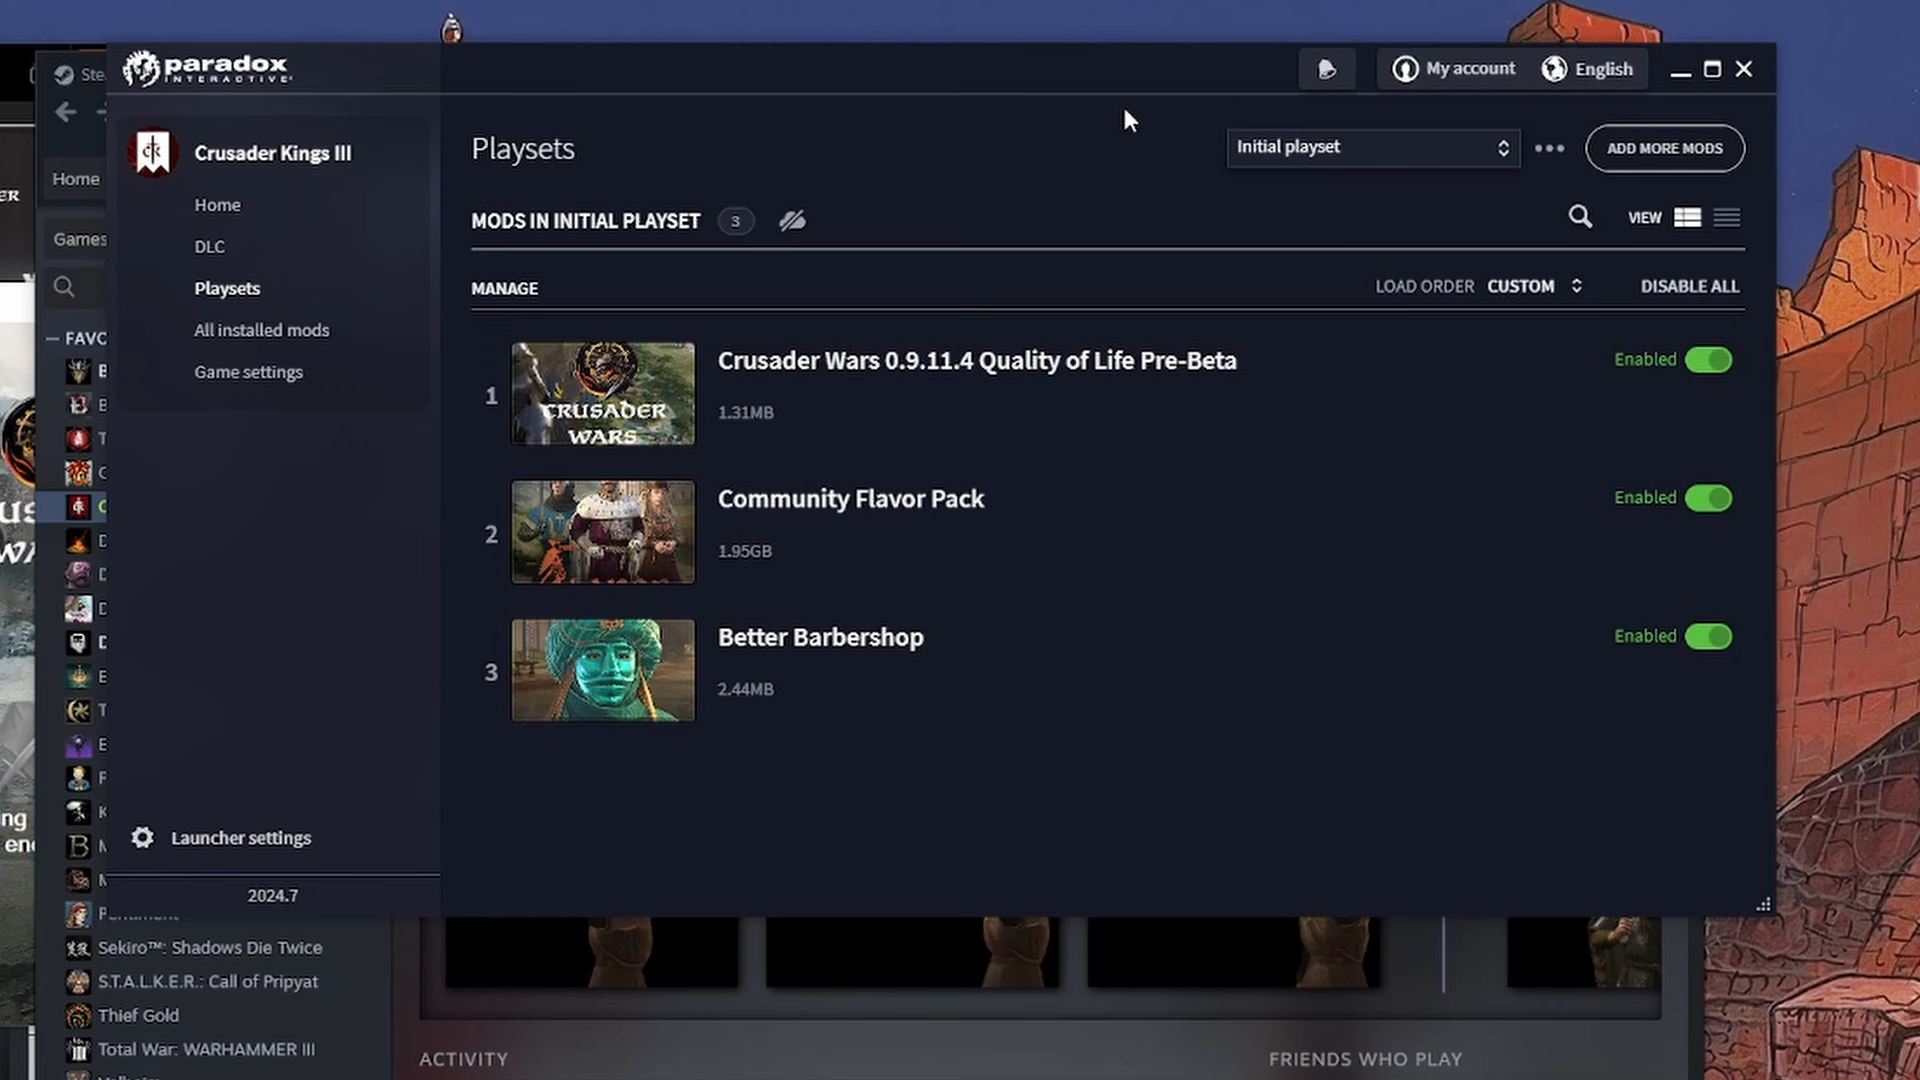 paradox
INTERACTIVE
My account
English
Ste
Home
ER
Games
FAVO
Crusader Kings III
Home
DLC
Playsets
All installed mods
Game settings
Launcher settings
2024.7
Playsets
Initial playset
ADD MORE MODS
MODS IN INITIAL PLAYSET 3
VIEW
MANAGE
LOAD ORDER CUSTOM
DISABLE ALL
1
CRUSADER
WARS
Crusader Wars 0.9.11.4 Quality of Life Pre-Beta
1.31MB
Enabled
2
Community Flavor Pack
1.95GB
Enabled
3
Better Barbershop
2.44MB
Enabled
ng
Sekiro™: Shadows Die Twice
S.T.A.L.K.E.R.: Call of Pripyat
Thief Gold
Total War: WARHAMMER III
ACTIVITY
FRIENDS WHO PLAY